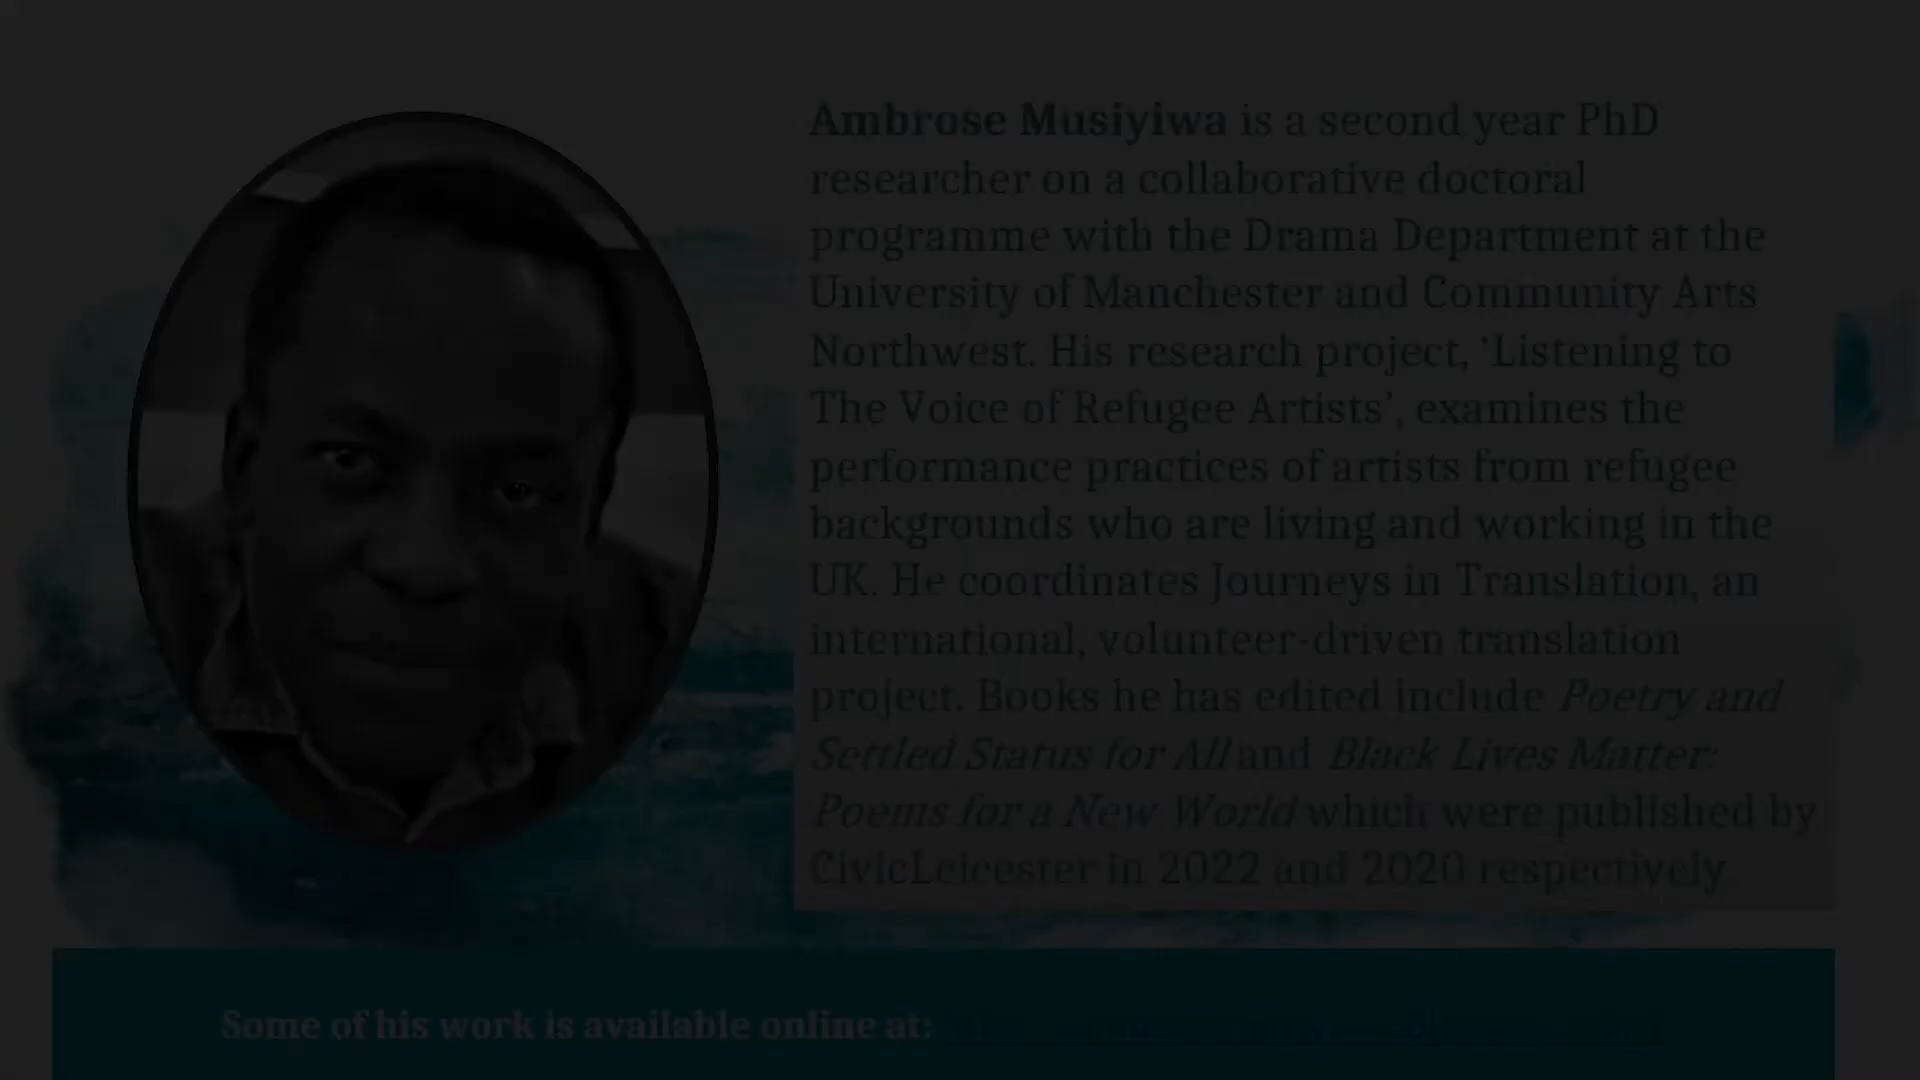 Ambrose Musiyiwa is a second year PhD
researcher on a collaborative doctoral
programme with the Drama Department at the
University of Manchester and Community Arts
Northwest. His research project, ‘Listening to
The Voice of Refugee Artists’, examines the
performance practices of artists from refugee
backgrounds who are living and working in the
UK. He coordinates Journeys in Translation, an
international, volunteer-driven translation
project. Books he has edited include Poetry and
Settled Status for All and Black Lives Matter:
Poems for a New World which were published by
CivicLeicester in 2022 and 2020 respectively
Some of his work is available online at: